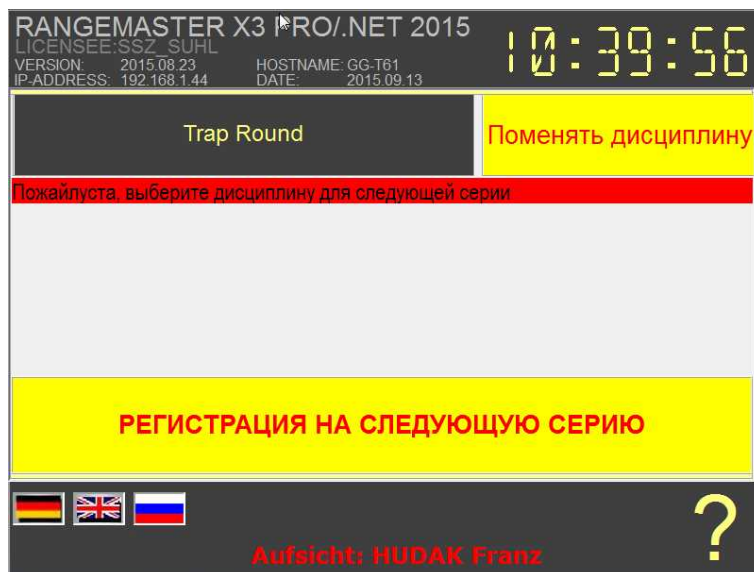 RANGEMASTER X3 PRO/.NET 2015
LICENSEE:SSZ_SUHL
VERSION: 2015.08.23 HOSTNAME: GG-T61
IP-ADDRESS: 192.168.1.44 DATE: 2015.09.13
10:39:56
Trap Round
Поменять дисциплину
Пожайлуста, выберите дисциплину для следующей серии
РЕГИСТРАЦИЯ НА СЛЕДУЮЩУЮ СЕРИЮ
?
Aufsicht: HUDAK Franz